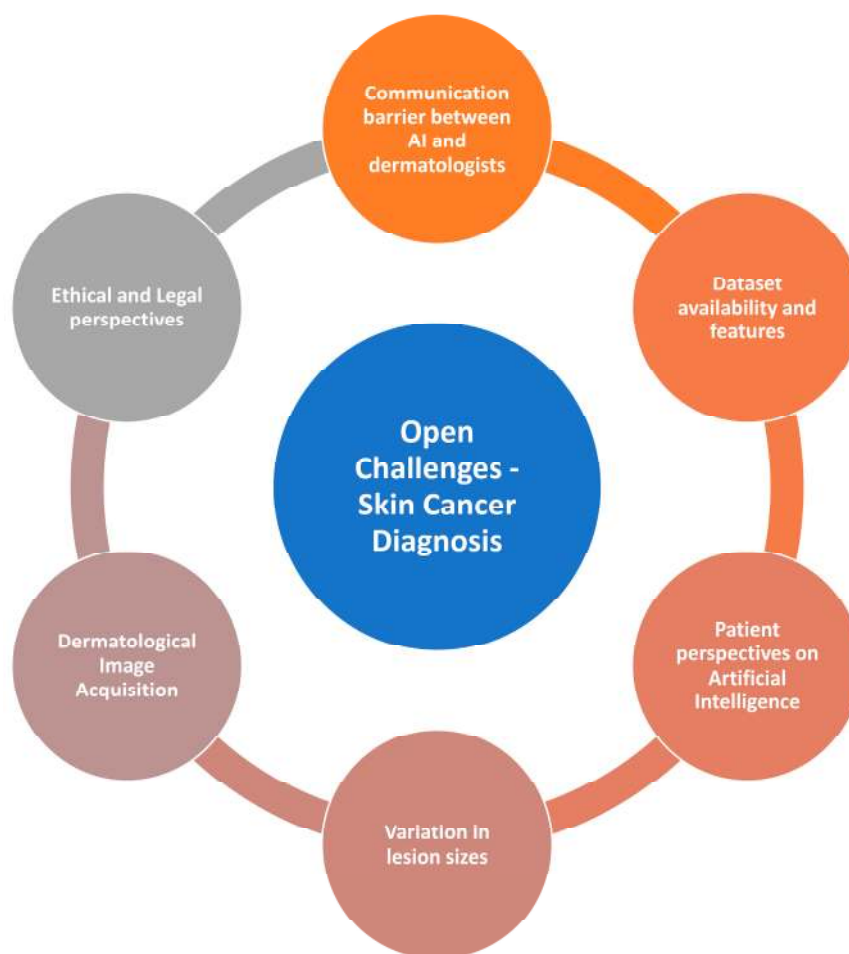 Communication
barrier between
AI and
dermatologists
Dataset
availability and
features
Patient
perspectives on
Artificial
Intelligence
Variation in
lesion sizes
Dermatological
Image
Acquisition
Ethical and Legal
perspectives
Open
Challenges -
Skin Cancer
Diagnosis